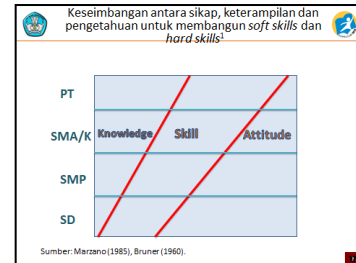 Keseimbangan antara sikap, keterampilan dan
pengetahuan untuk membangun soft skills dan
hard skills¹
PT
SMA/K Knowledge Skill Attitude
SMP
SD
Sumber: Marzano (1985), Bruner (1960).